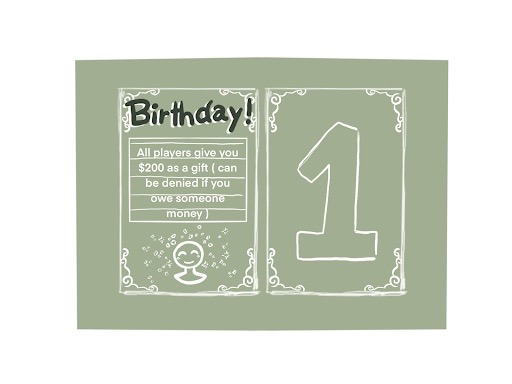 Birthday!
All players give you
$200 as a gift ( can
be denied if you
owe someone
money )
1